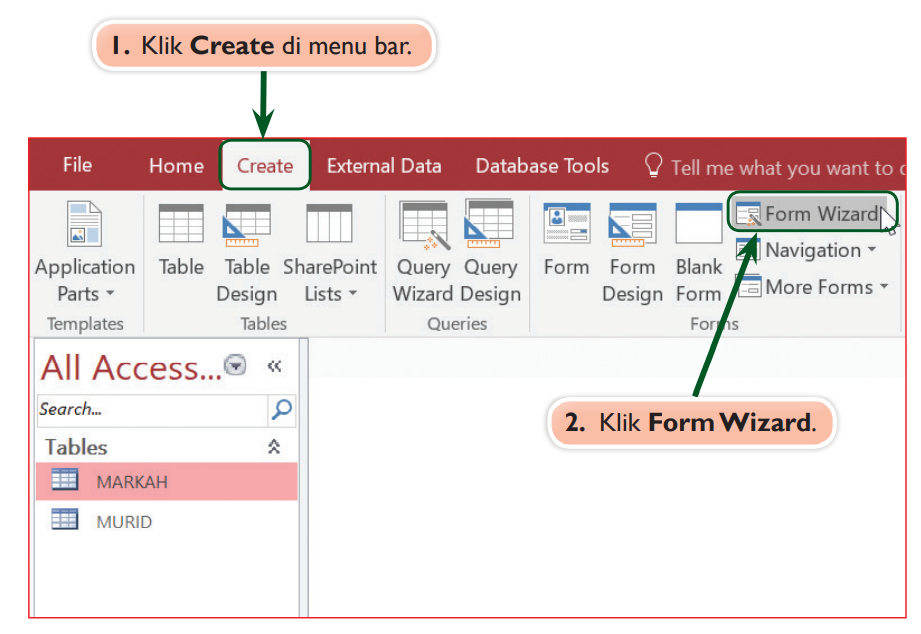 1. Klik Create di menu bar.
File Home Create External Data Database Tools Tell me what you want to
Application Parts
Table
Table Design
SharePoint Lists
Query Wizard
Query Design
Form
Form Design
Blank Form
Form Wizard
Navigation
More Forms
Templates Tables Queries Forms
All Access...
Search...
Tables
MARKAH
MURID
2. Klik Form Wizard.